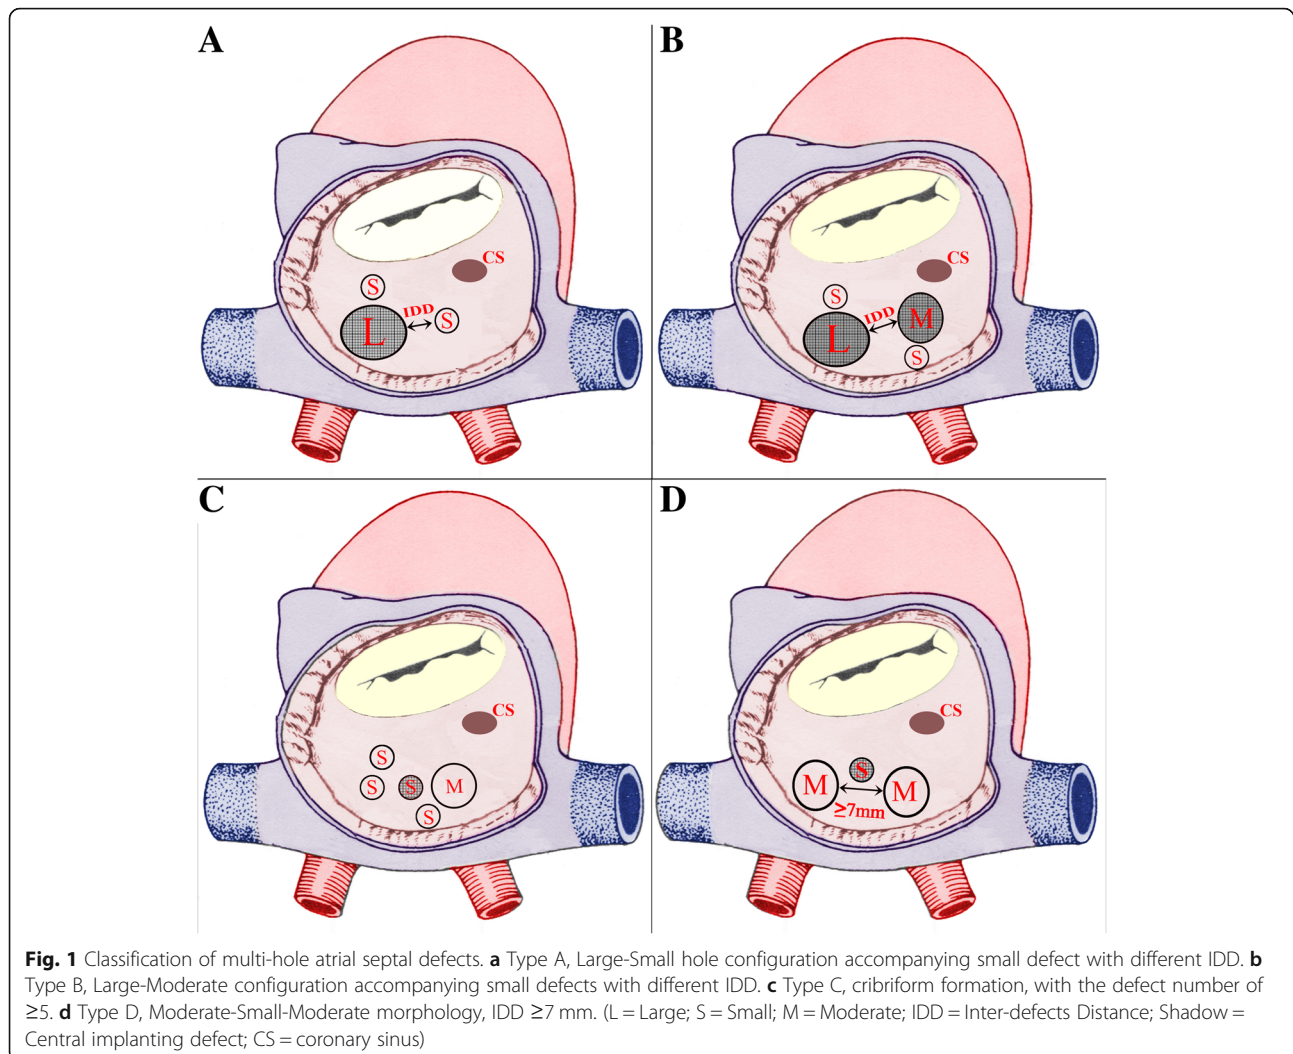 A
CS
S
IDD
L
S
B
CS
S
IDD
M
L
S
C
CS
S
S
S
M
S
D
CS
S
M
M
≥7mm
Fig. 1 Classification of multi-hole atrial septal defects. a Type A, Large-Small hole configuration accompanying small defect with different IDD. b
Type B, Large-Moderate configuration accompanying small defects with different IDD. c Type C, cribriform formation, with the defect number of
≥5. d Type D, Moderate-Small-Moderate morphology, IDD ≥7 mm. (L = Large; S = Small; M = Moderate; IDD = Inter-defects Distance; Shadow =
Central implanting defect; CS = coronary sinus)